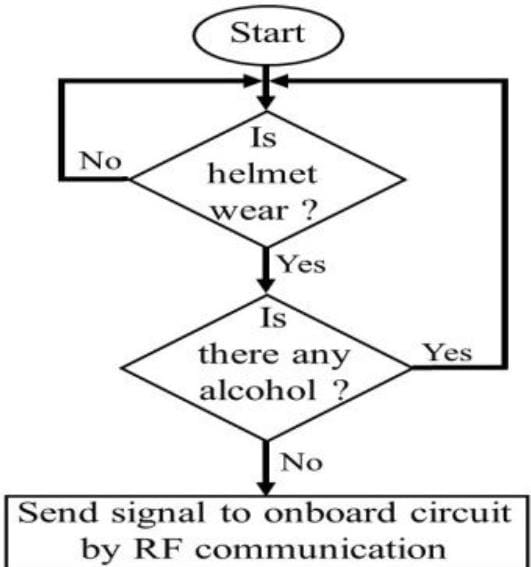 Start
Is
helmet
wear ?
No
Yes
Is
there any
alcohol ?
Yes
No
Send signal to onboard circuit
by RF communication